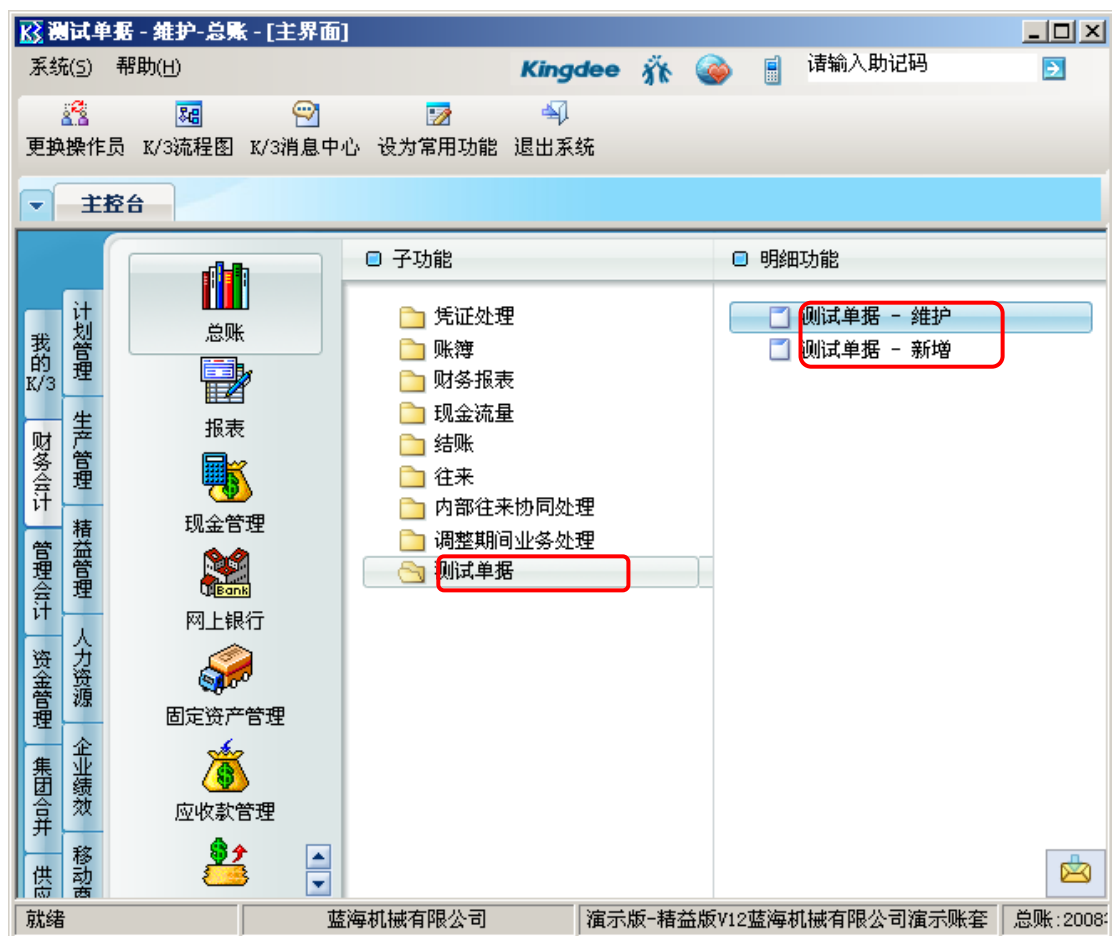 K3 测试单据 - 维护-总账 - [主界面]
系统(S) 帮助(H) Kingdee 请输入助记码
更换操作员 K/3流程图 K/3消息中心 设为常用功能 退出系统
主控台
我的K/3
财务会计
管理会计
资金管理
集团合并
供应
计划管理
生产管理
精益管理
人力资源
企业绩效
移动商
总账
报表
现金管理
Bank
网上银行
固定资产管理
应收款管理
子功能
凭证处理
账簿
财务报表
现金流量
结账
往来
内部往来协同处理
调整期间业务处理
测试单据
明细功能
测试单据 - 维护
测试单据 - 新增
就绪 蓝海机械有限公司 演示版-精益版V12蓝海机械有限公司演示账套 总账:2008